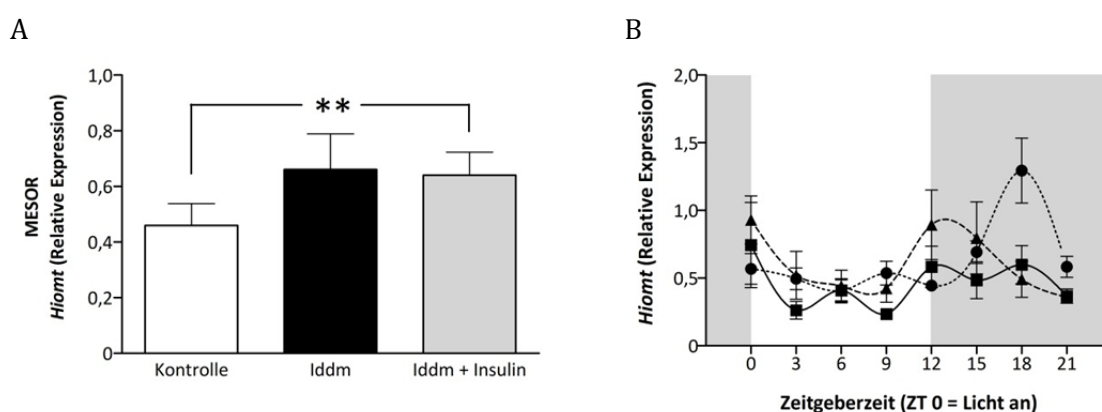 A
B
MESOR
Hiomt (Relative Expression)
1,0
0,8
0,6
0,4
0,2
0
**
Kontrolle
Iddm
Iddm + Insulin
Hiomt (Relative Expression)
2,0
1,5
1,0
0,5
0,0
0
3
6
9
12
15
18
21
Zeitgeberzeit (ZT 0 = Licht an)